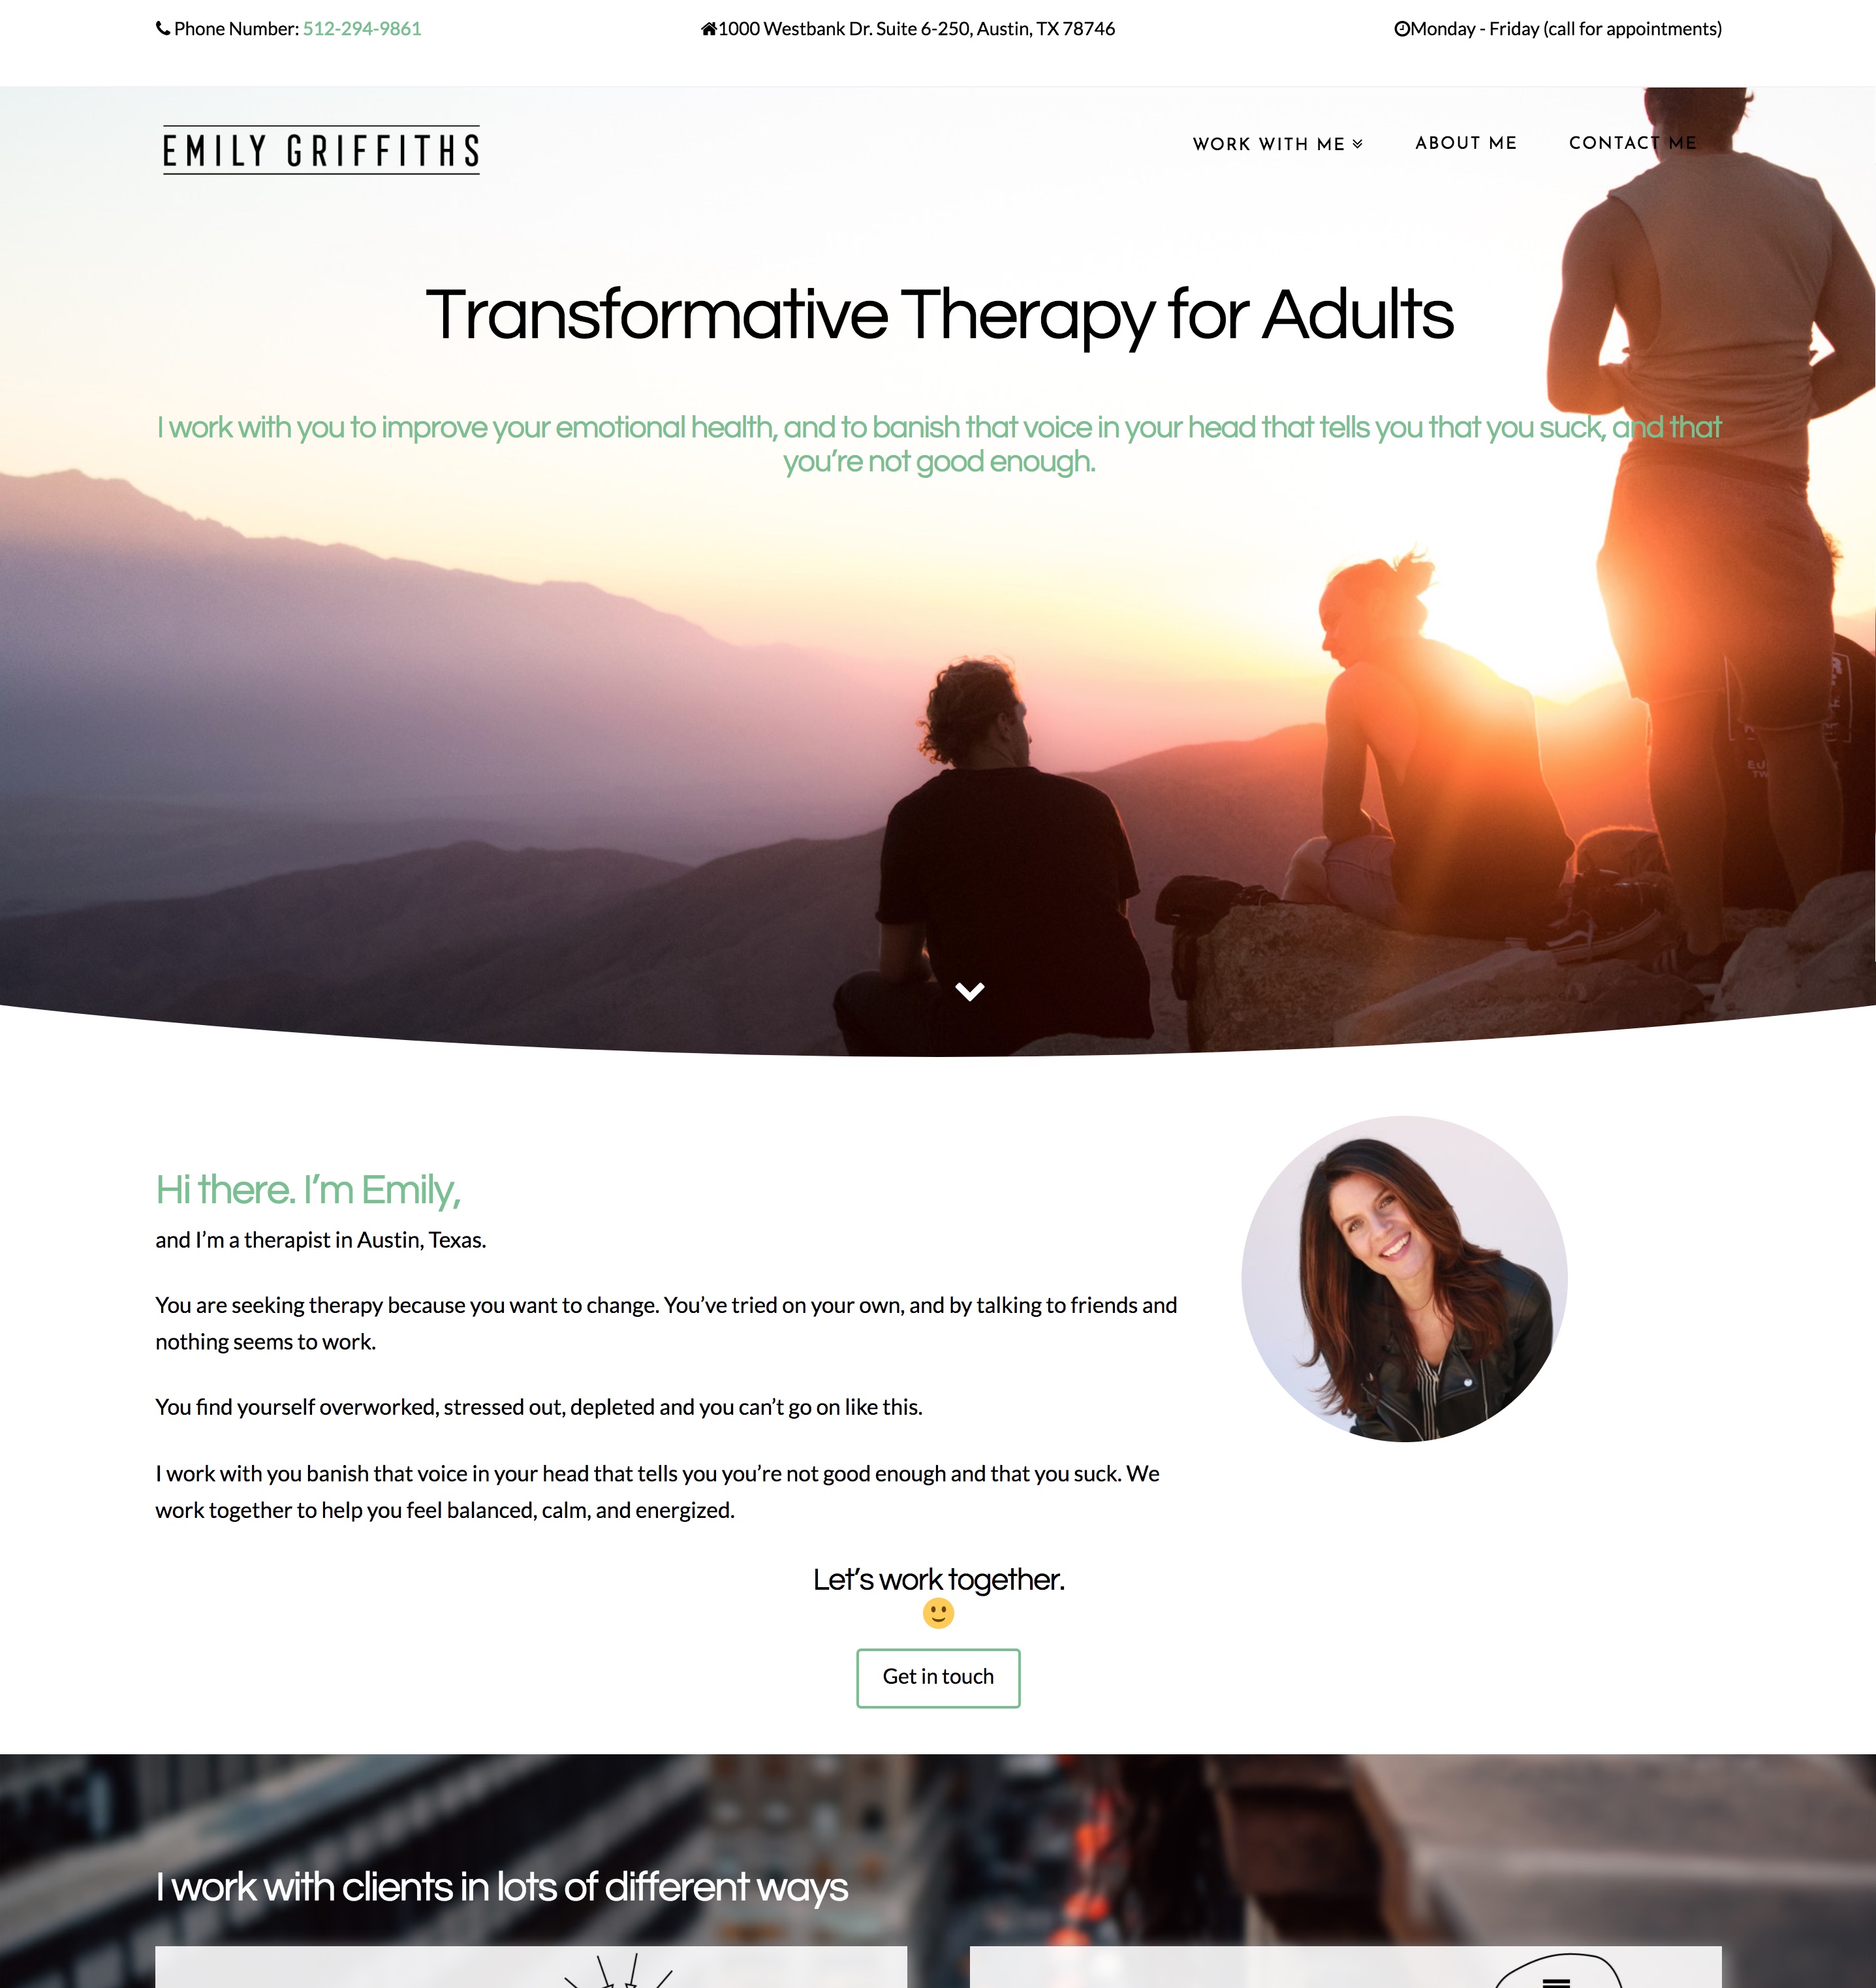 Phone Number: 512-294-9861
1000 Westbank Dr. Suite 6-250, Austin, TX 78746
Monday - Friday (call for appointments)
EMILY GRIFFITHS
WORK WITH ME
ABOUT ME
CONTACT ME
Transformative Therapy for Adults
I work with you to improve your emotional health, and to banish that voice in your head that tells you that you suck, and that
you’re not good enough.
Hi there. I’m Emily,
and I’m a therapist in Austin, Texas.
You are seeking therapy because you want to change. You’ve tried on your own, and by talking to friends and
nothing seems to work.
You find yourself overworked, stressed out, depleted and you can’t go on like this.
I work with you banish that voice in your head that tells you you’re not good enough and that you suck. We
work together to help you feel balanced, calm, and energized.
Let’s work together.
Get in touch
I work with clients in lots of different ways